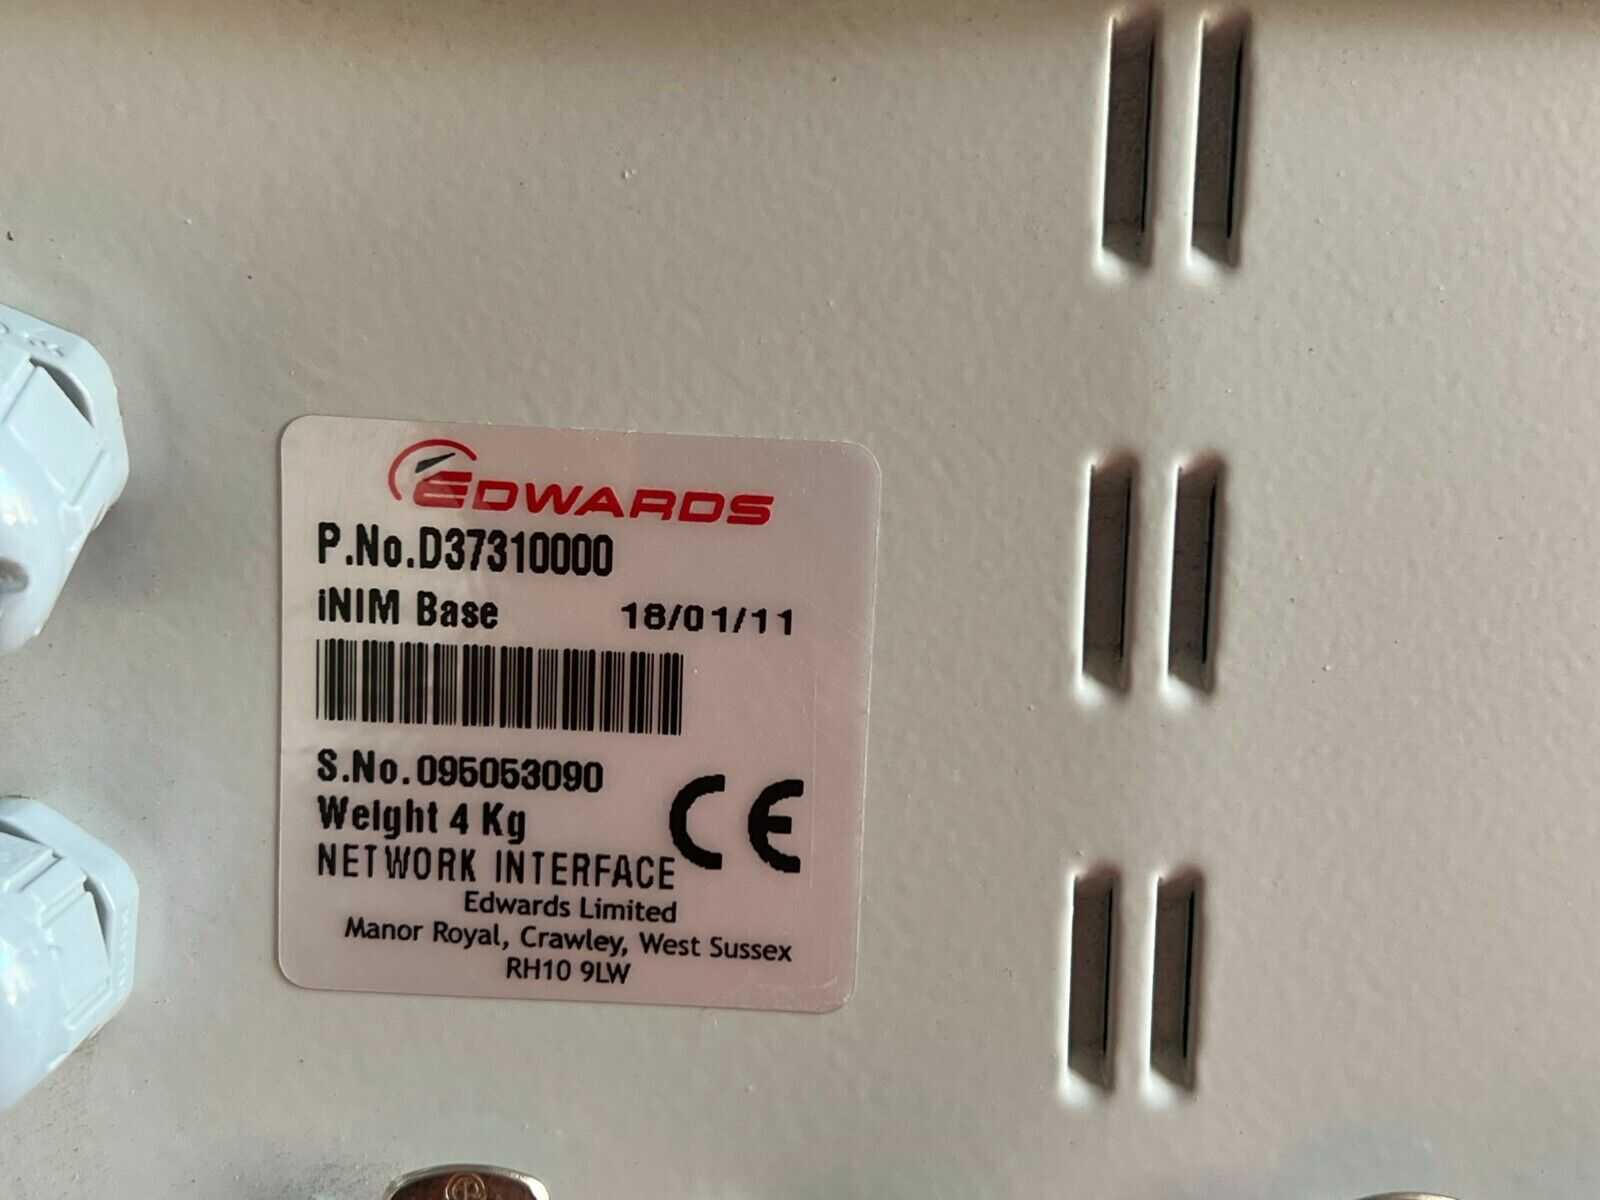 EDWARDS
P.No.D37310000
iNIM Base 18/01/11
S.No.095053090
Weight 4 Kg
CE
NETWORK INTERFACE
Edwards Limited
Manor Royal, Crawley, West Sussex
RH10 9LW